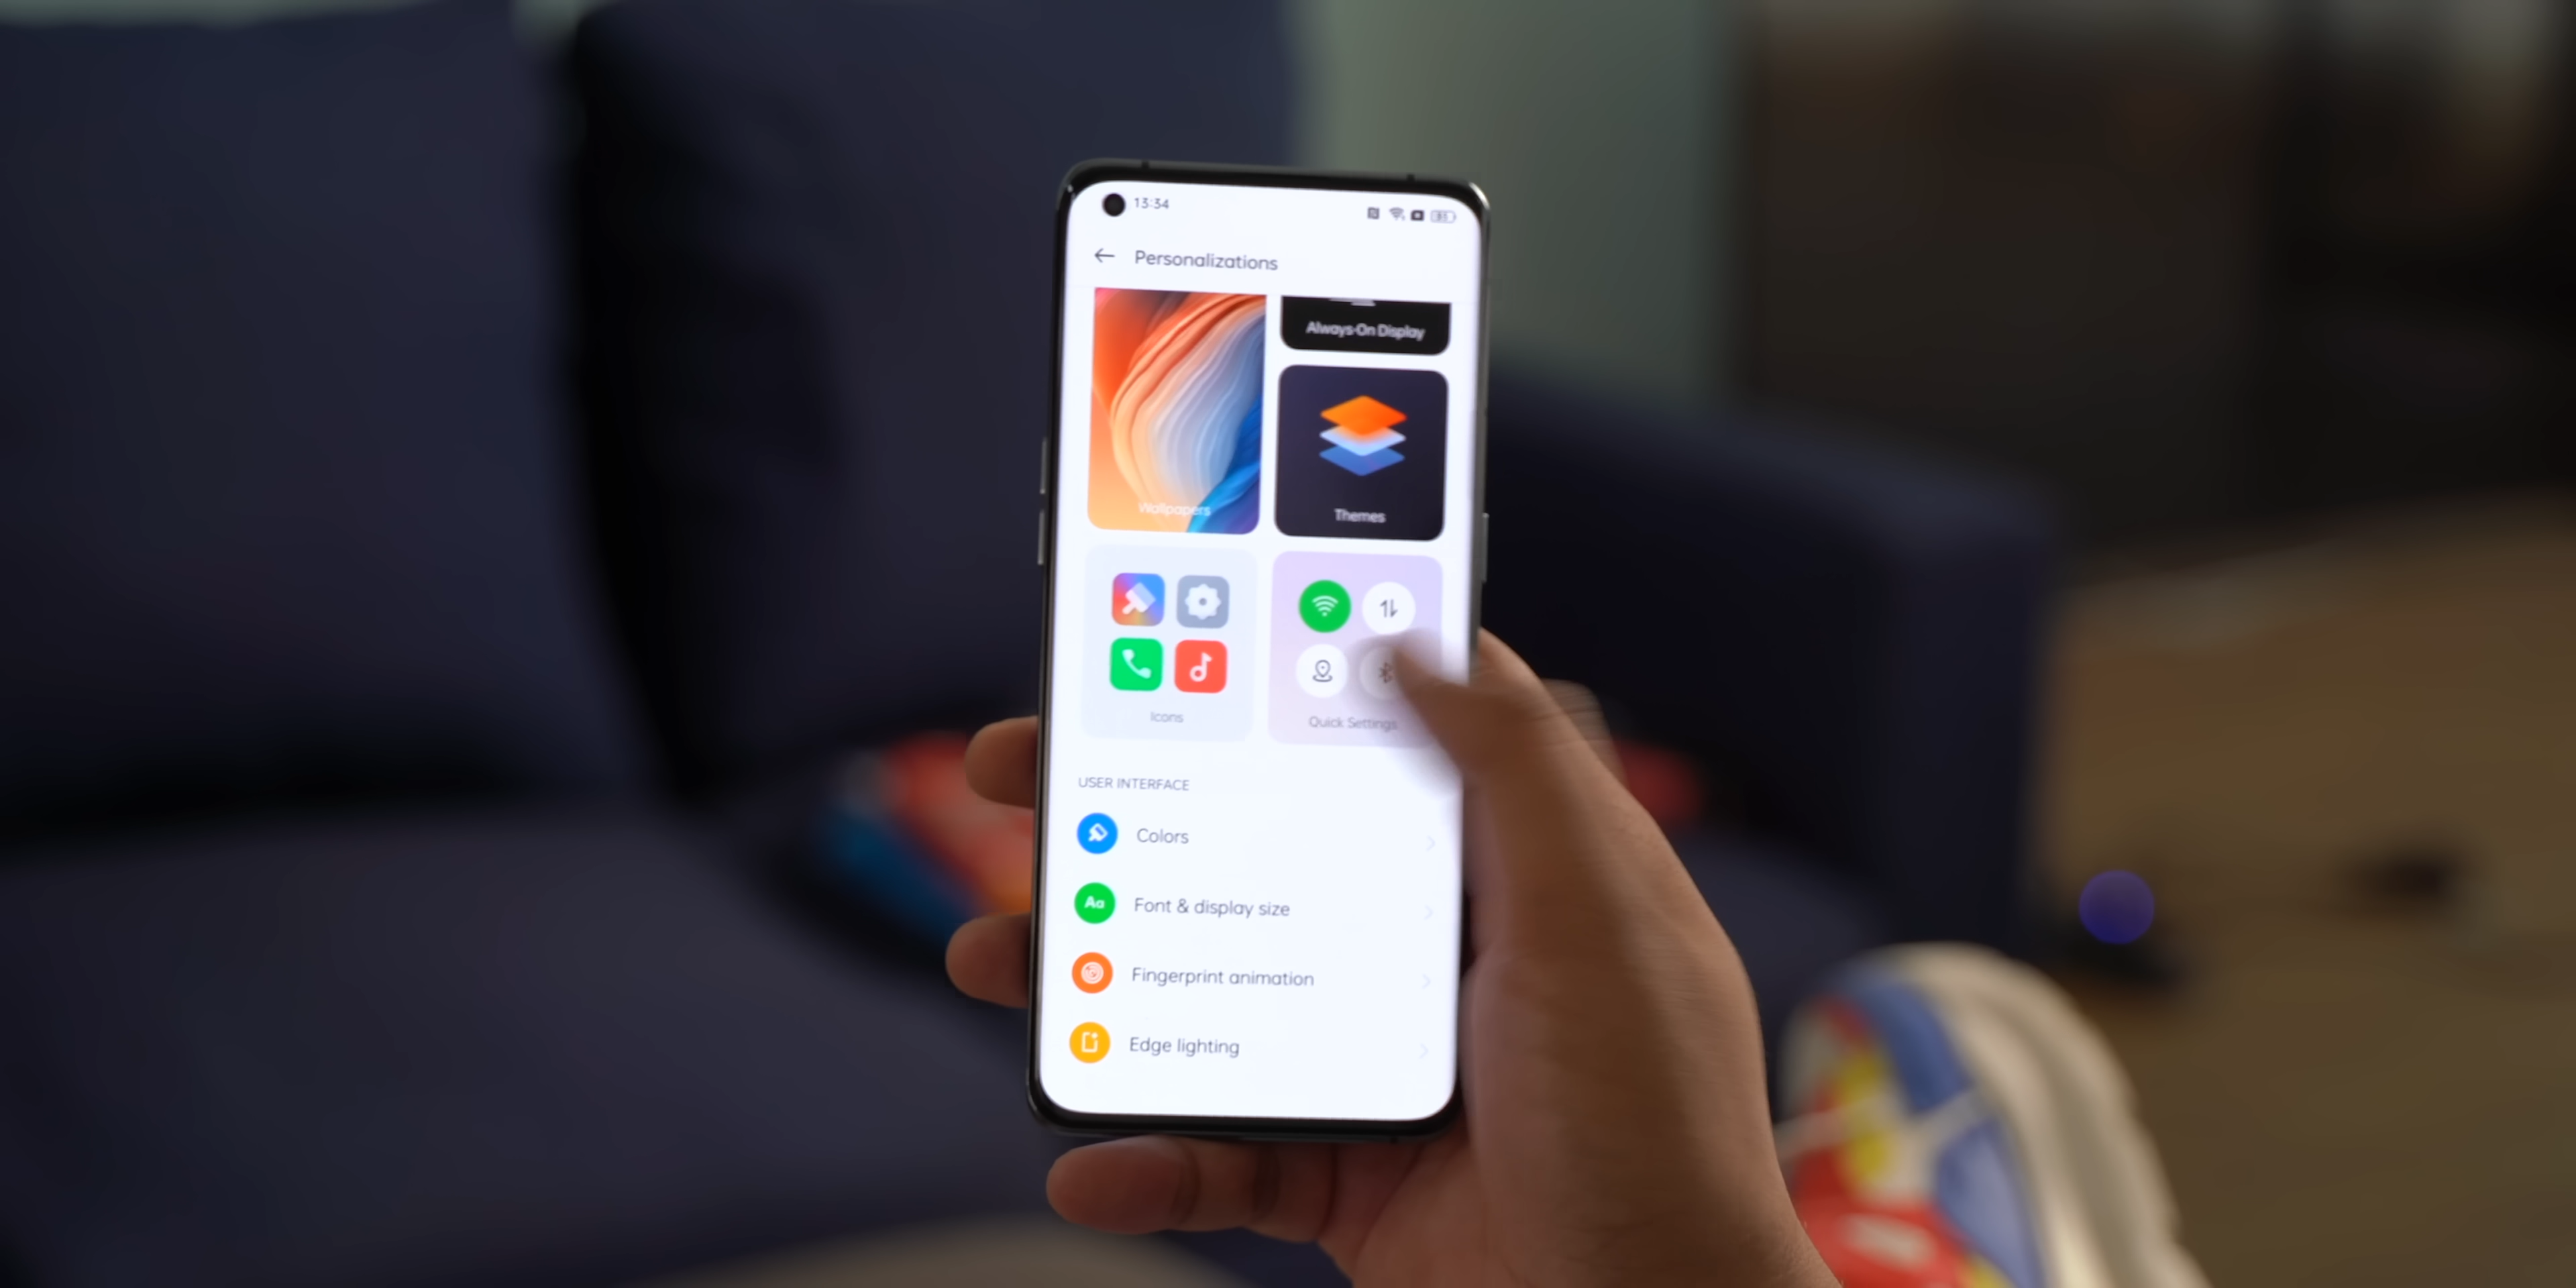 13:34
Personalizations
Always-On Display
Wallpapers
Themes
Icons
Quick Settings
USER INTERFACE
Colors
Aa
Font & display size
Fingerprint animation
Edge lighting